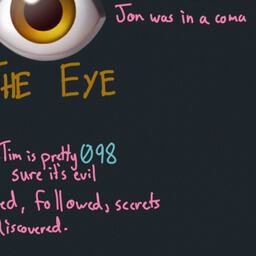 Jon was in a coma
THE EYE
Tim is pretty 098
sure it's evil
ed, followed, secrets
discovered.